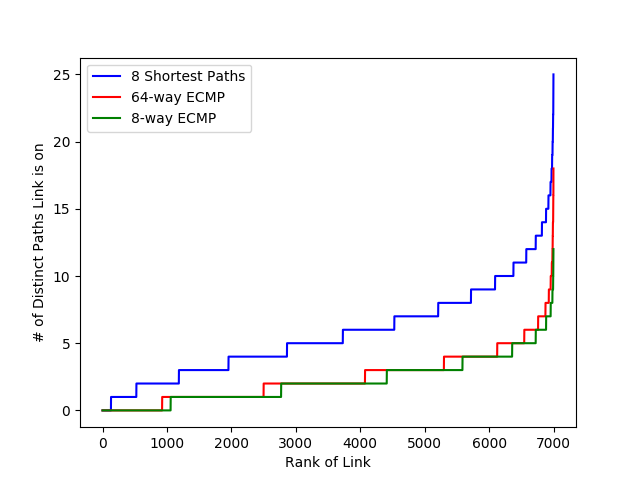 8 Shortest Paths
64-way ECMP
8-way ECMP
# of Distinct Paths Link is on
25
20
15
10
5
0
0 1000 2000 3000 4000 5000 6000 7000
Rank of Link